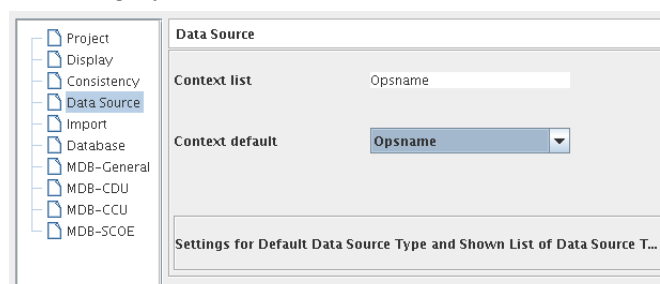 Project
Display
Consistency
Data Source
Import
Database
MDB-General
MDB-CDU
MDB-CCU
MDB-SCOE
Data Source
Context list Opsname
Context default Opsname
Settings for Default Data Source Type and Shown List of Data Source T...